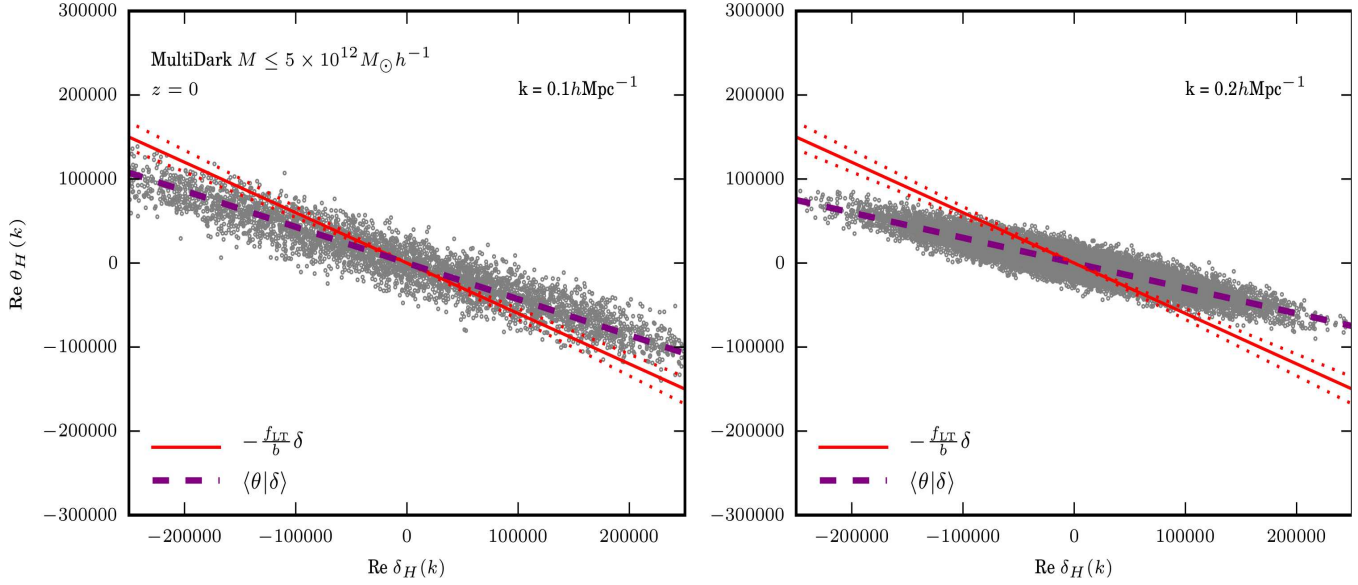 300000
200000
100000
0
−100000
−200000
−300000
Re θ_H(k)
MultiDark M ≤ 5 × 10^12 M_⊙ h^−1
z = 0
k = 0.1hMpc^−1
− f_LT/b δ
⟨θ|δ⟩
−200000 −100000 0 100000 200000
Re δ_H(k)
300000
200000
100000
0
−100000
−200000
−300000
k = 0.2hMpc^−1
− f_LT/b δ
⟨θ|δ⟩
−200000 −100000 0 100000 200000
Re δ_H(k)